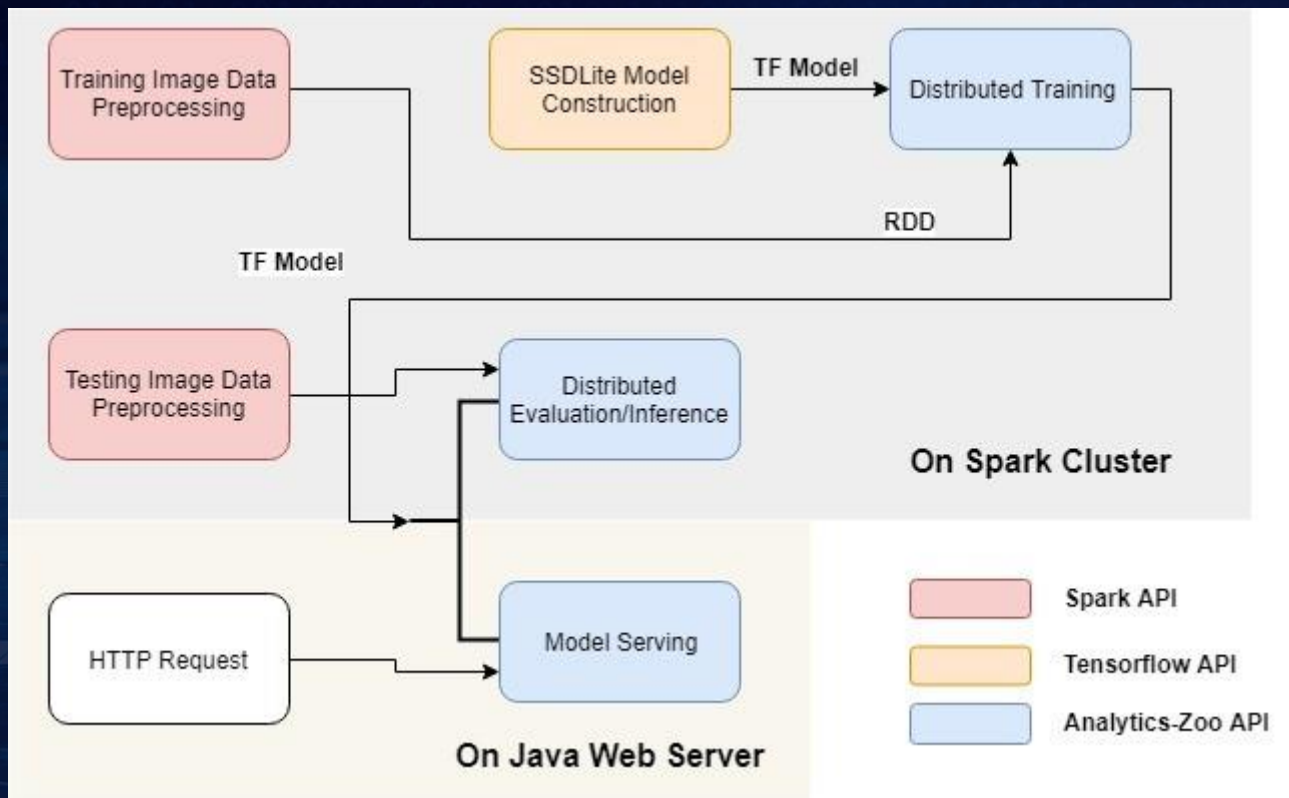 Training Image Data
Preprocessing
SSDLite Model
Construction
TF Model
Distributed Training
RDD
TF Model
Testing Image Data
Preprocessing
Distributed
Evaluation/Inference
On Spark Cluster
HTTP Request
Model Serving
On Java Web Server
Spark API
Tensorflow API
Analytics-Zoo API